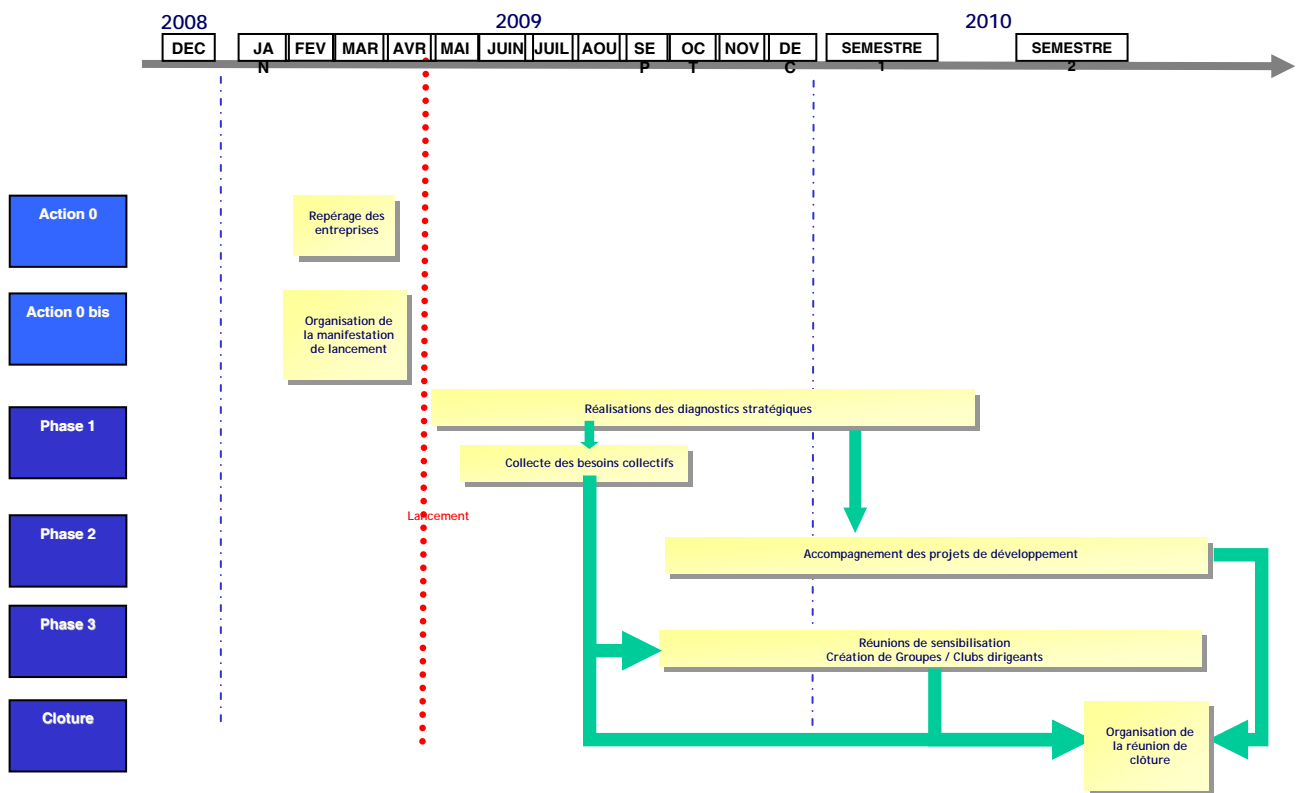 2008
2009
2010
DEC
JA
N
FEV
MAR
AVR
MAI
JUIN
JUIL
AOU
SE
P
OC
T
NOV
DE
C
SEMESTRE
1
SEMESTRE
2
Action 0
Repérage des
entreprises
Action 0 bis
Organisation de
la manifestation
de lancement
Phase 1
Réalisations des diagnostics stratégiques
Collecte des besoins collectifs
Lancement
Phase 2
Accompagnement des projets de développement
Phase 3
Réunions de sensibilisation
Création de Groupes / Clubs dirigeants
Cloture
Organisation de
la réunion de
clôture